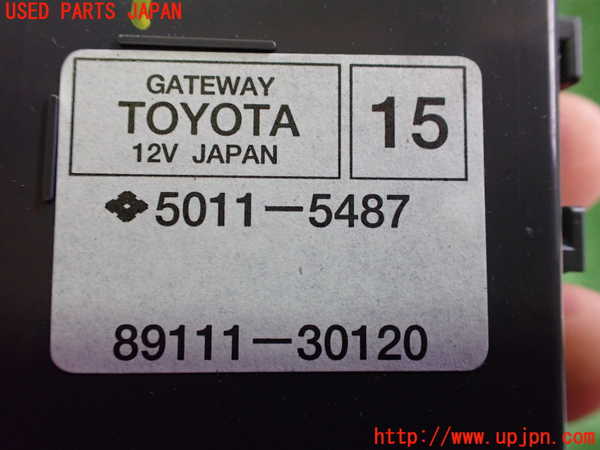 USED PARTS JAPAN
GATEWAY
TOYOTA
12V JAPAN
15
5011-5487
89111-30120
http://www.upjpn.com/